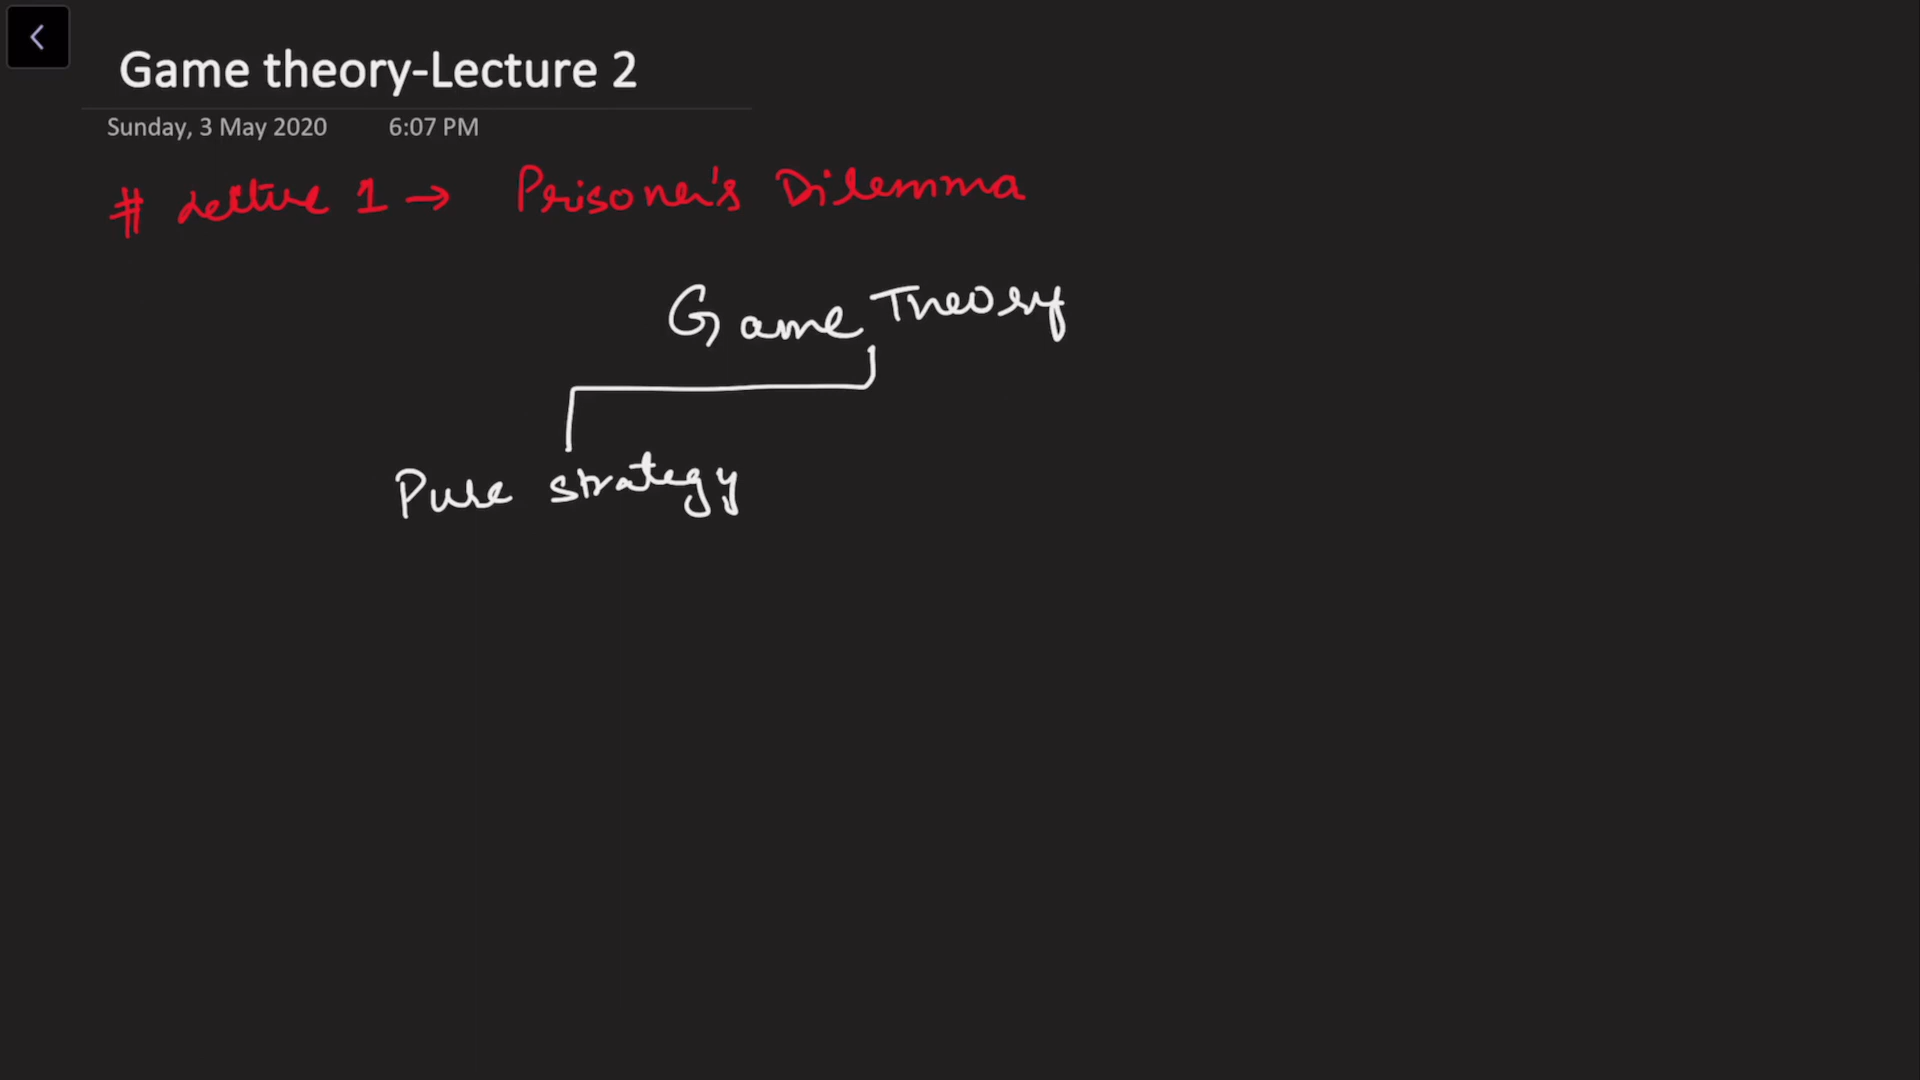 Game theory-Lecture 2
Sunday, 3 May 2020 6:07 PM
# Lecture 1 → Prisoner's Dilemma
Game Theory
Pure strategy